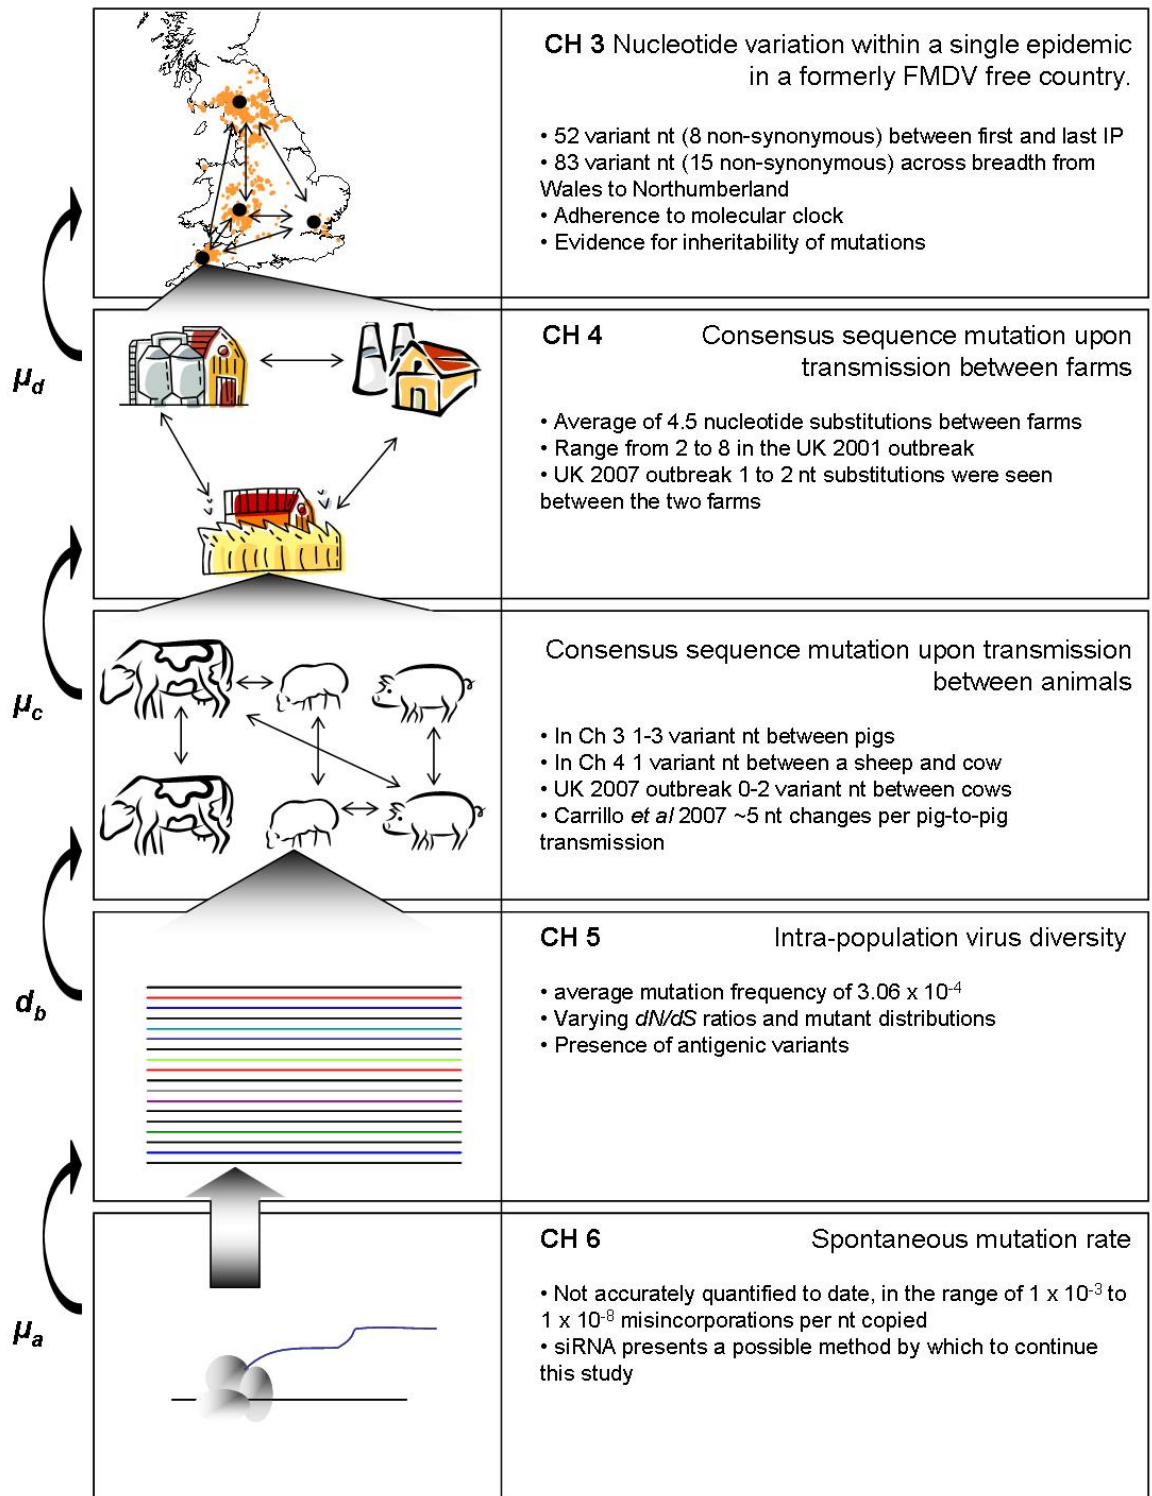 CH 3 Nucleotide variation within a single epidemic
in a formerly FMDV free country.
• 52 variant nt (8 non-synonymous) between first and last IP
• 83 variant nt (15 non-synonymous) across breadth from
Wales to Northumberland
• Adherence to molecular clock
• Evidence for inheritability of mutations
μd
CH 4 Consensus sequence mutation upon
transmission between farms
• Average of 4.5 nucleotide substitutions between farms
• Range from 2 to 8 in the UK 2001 outbreak
• UK 2007 outbreak 1 to 2 nt substitutions were seen
between the two farms
μc
Consensus sequence mutation upon transmission
between animals
• In Ch 3 1-3 variant nt between pigs
• In Ch 4 1 variant nt between a sheep and cow
• UK 2007 outbreak 0-2 variant nt between cows
• Carrillo et al 2007 ~5 nt changes per pig-to-pig
transmission
db
CH 5 Intra-population virus diversity
• average mutation frequency of 3.06 x 10⁻⁴
• Varying dN/dS ratios and mutant distributions
• Presence of antigenic variants
μa
CH 6 Spontaneous mutation rate
• Not accurately quantified to date, in the range of 1 x 10⁻³ to
1 x 10⁻⁸ misincorporations per nt copied
• siRNA presents a possible method by which to continue
this study